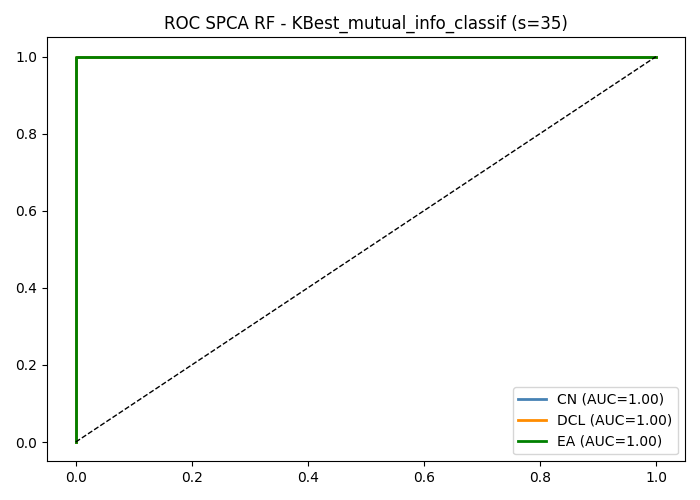 ROC SPCA RF - KBest_mutual_info_classif (s=35)
1.0
0.8
0.6
0.4
0.2
0.0
CN (AUC=1.00)
DCL (AUC=1.00)
EA (AUC=1.00)
0.0 0.2 0.4 0.6 0.8 1.0